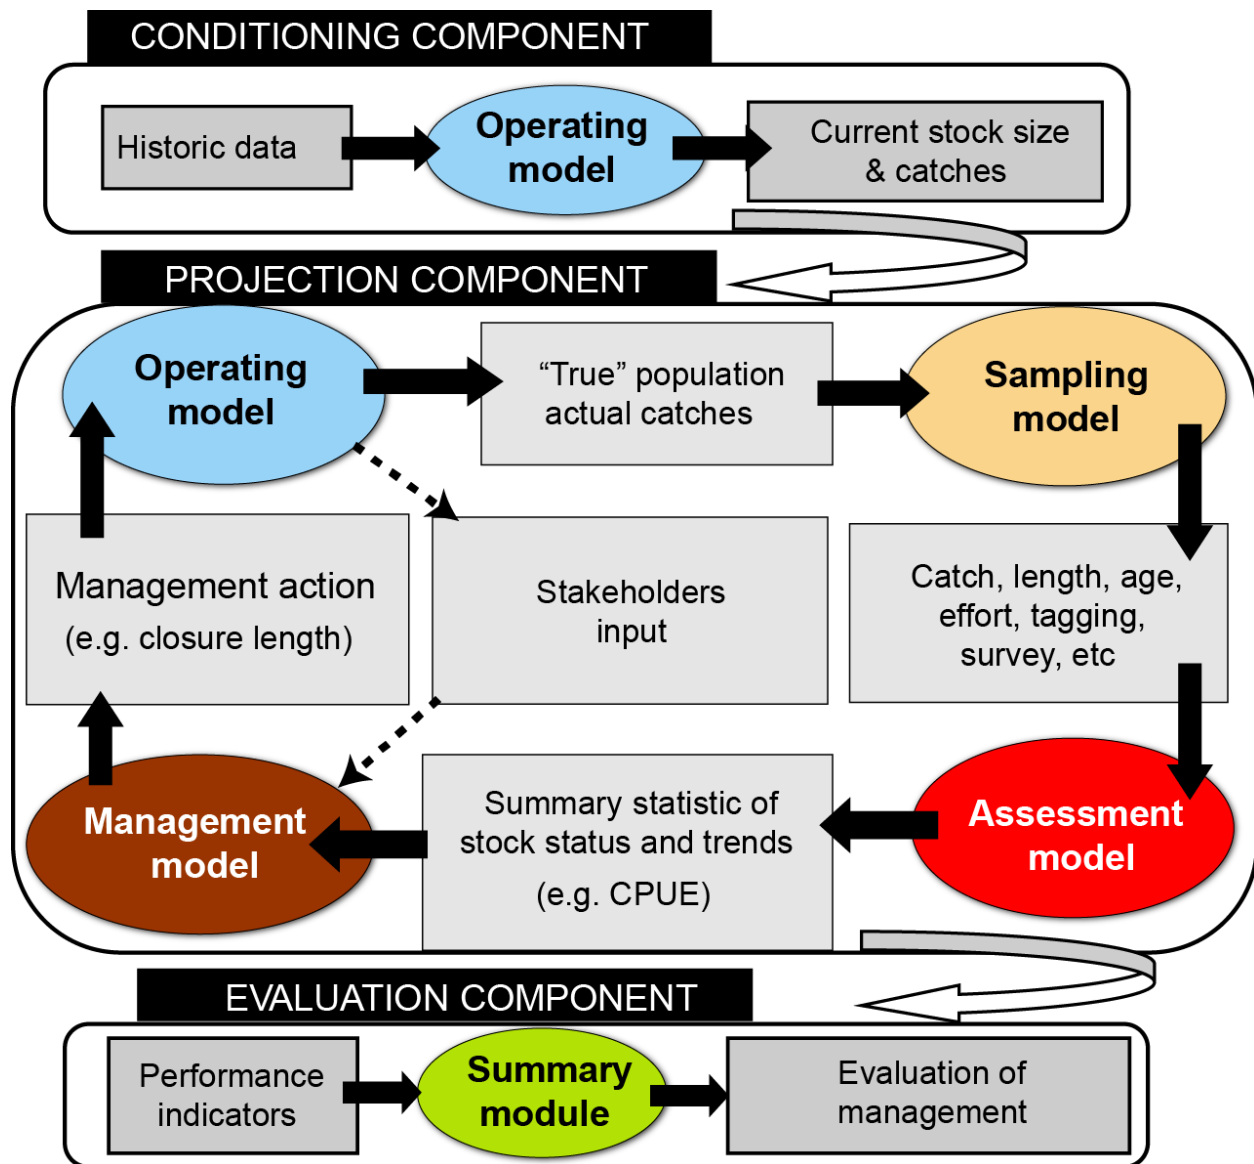 CONDITIONING COMPONENT
Historic data
Operating
model
Current stock size
& catches
PROJECTION COMPONENT
Operating
model
“True” population
actual catches
Sampling
model
Management action
(e.g. closure length)
Stakeholders
input
Catch, length, age,
effort, tagging,
survey, etc
Management
model
Summary statistic of
stock status and trends
(e.g. CPUE)
Assessment
model
EVALUATION COMPONENT
Performance
indicators
Summary
module
Evaluation of
management